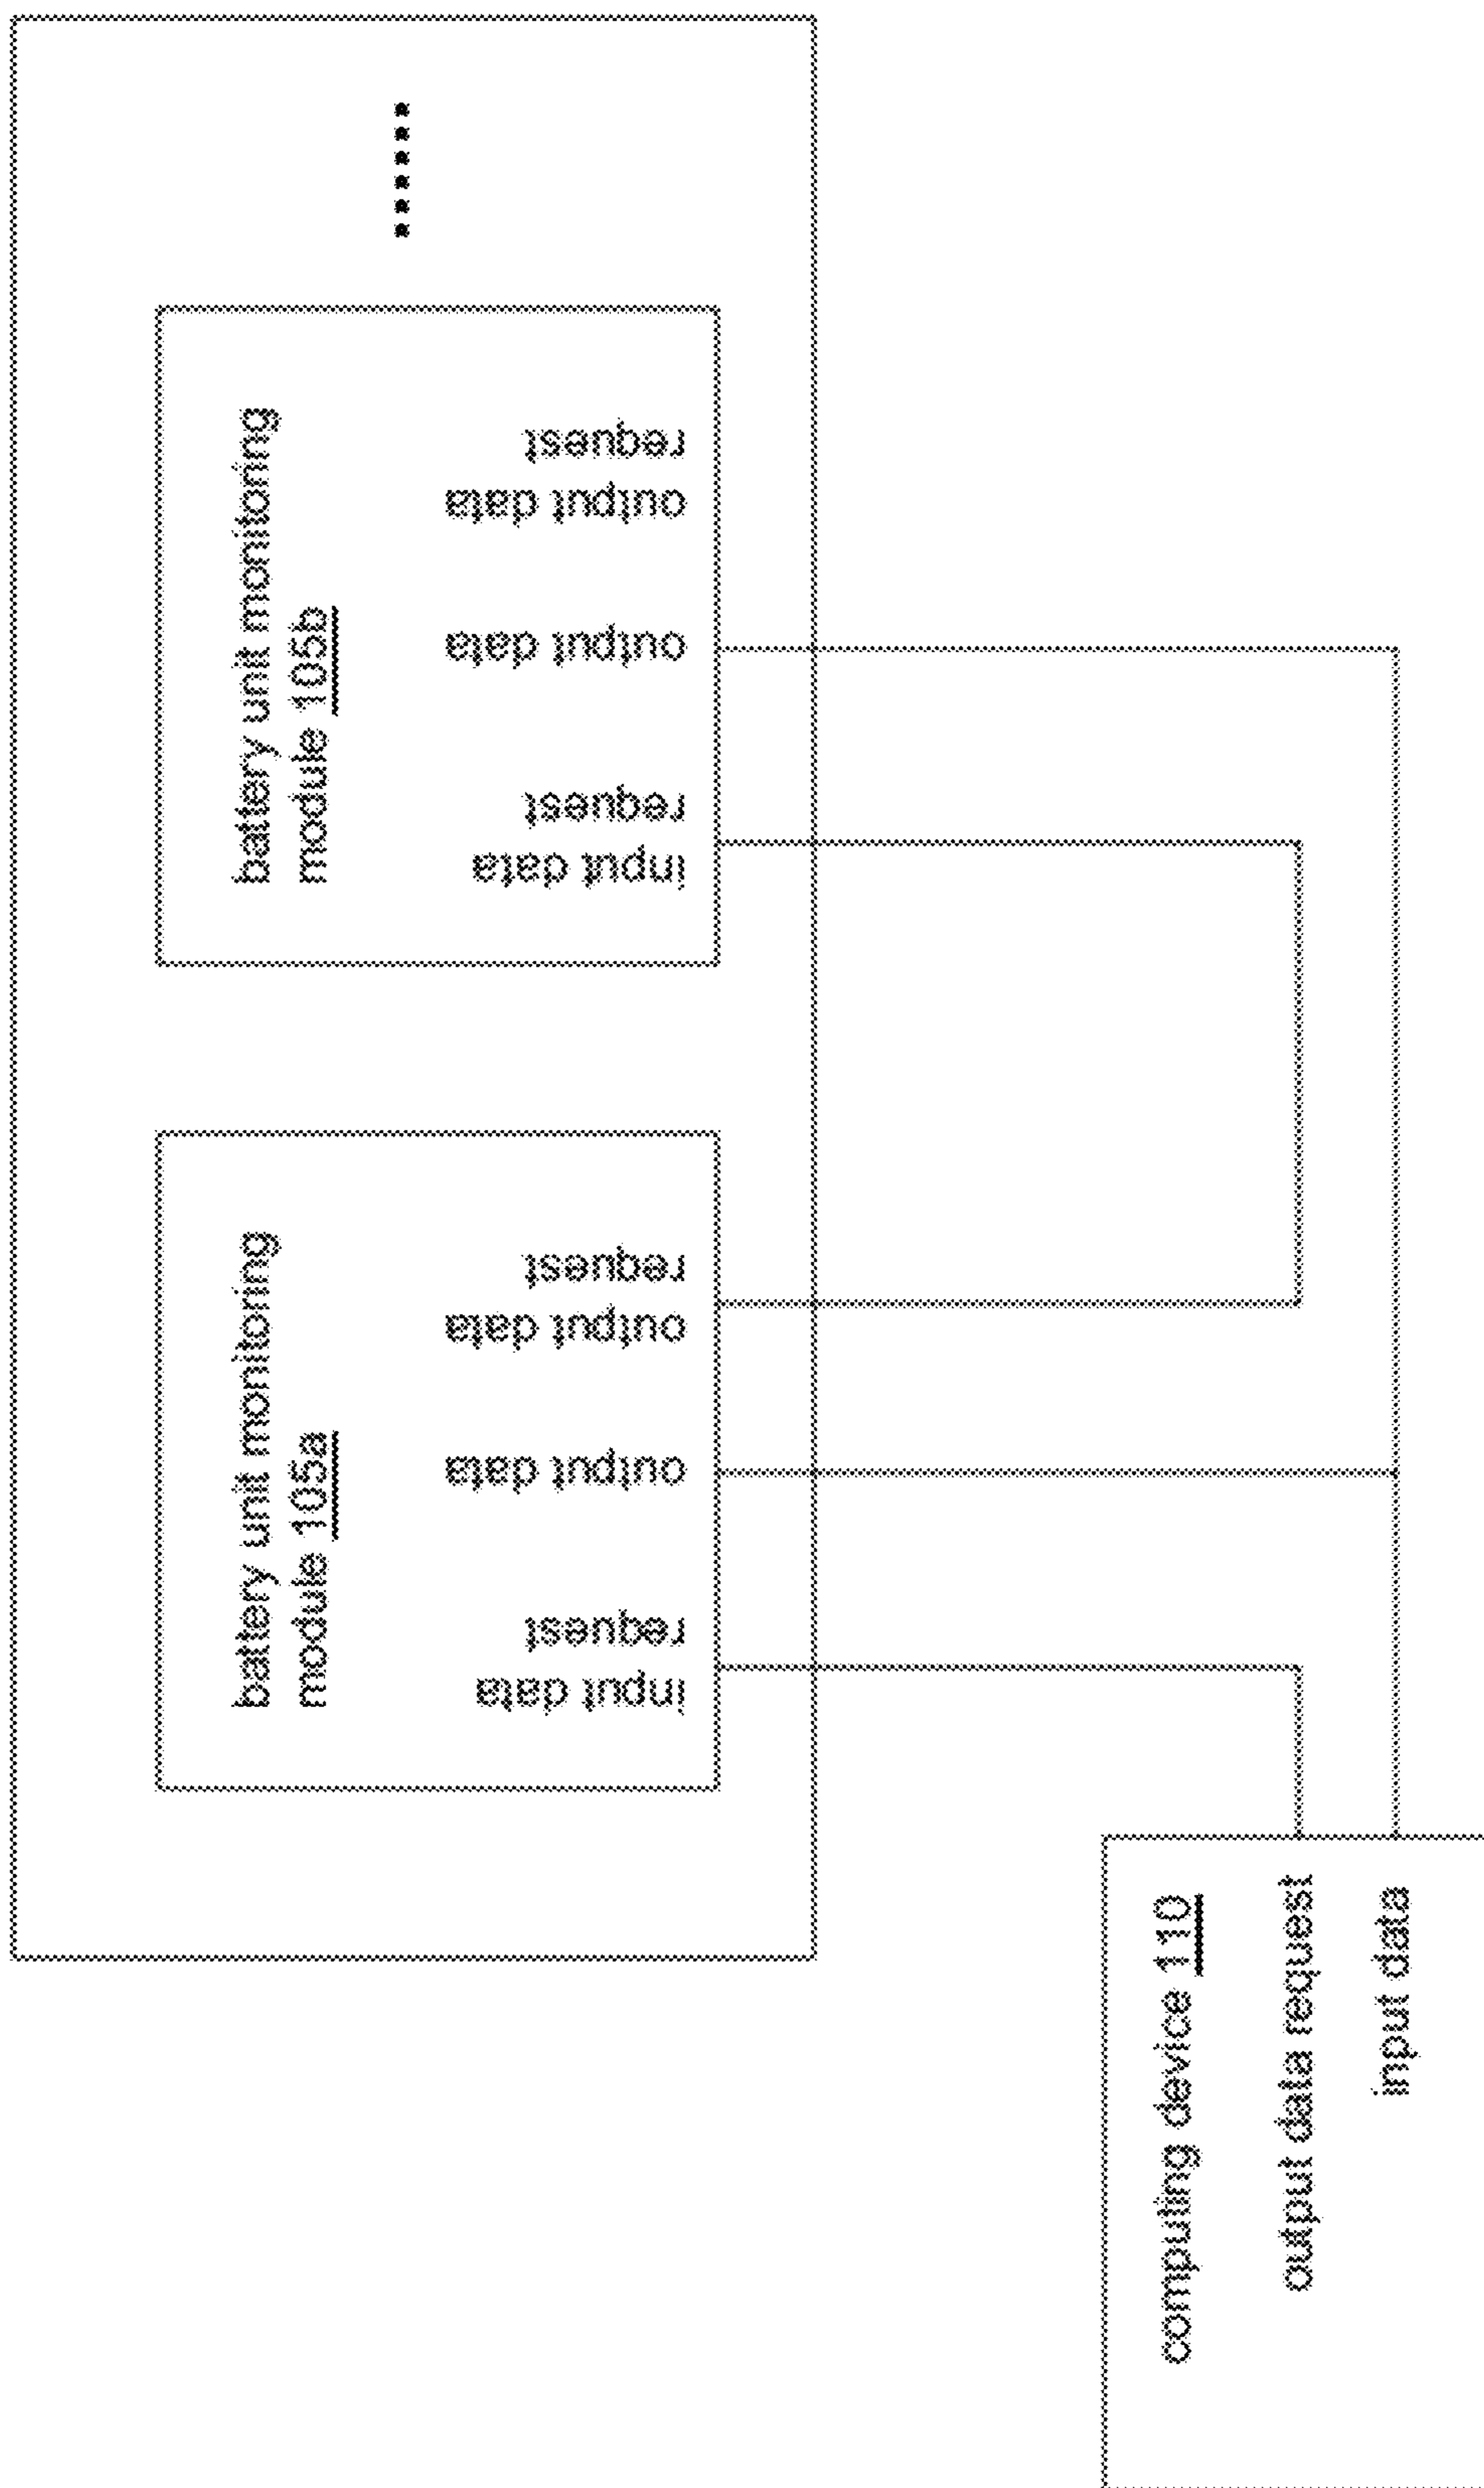 battery unit monitoring
module 105a
input data
request
output data
output data
request
battery unit monitoring
module 105b
input data
request
output data
output data
request
computing device 110
output data request
input data